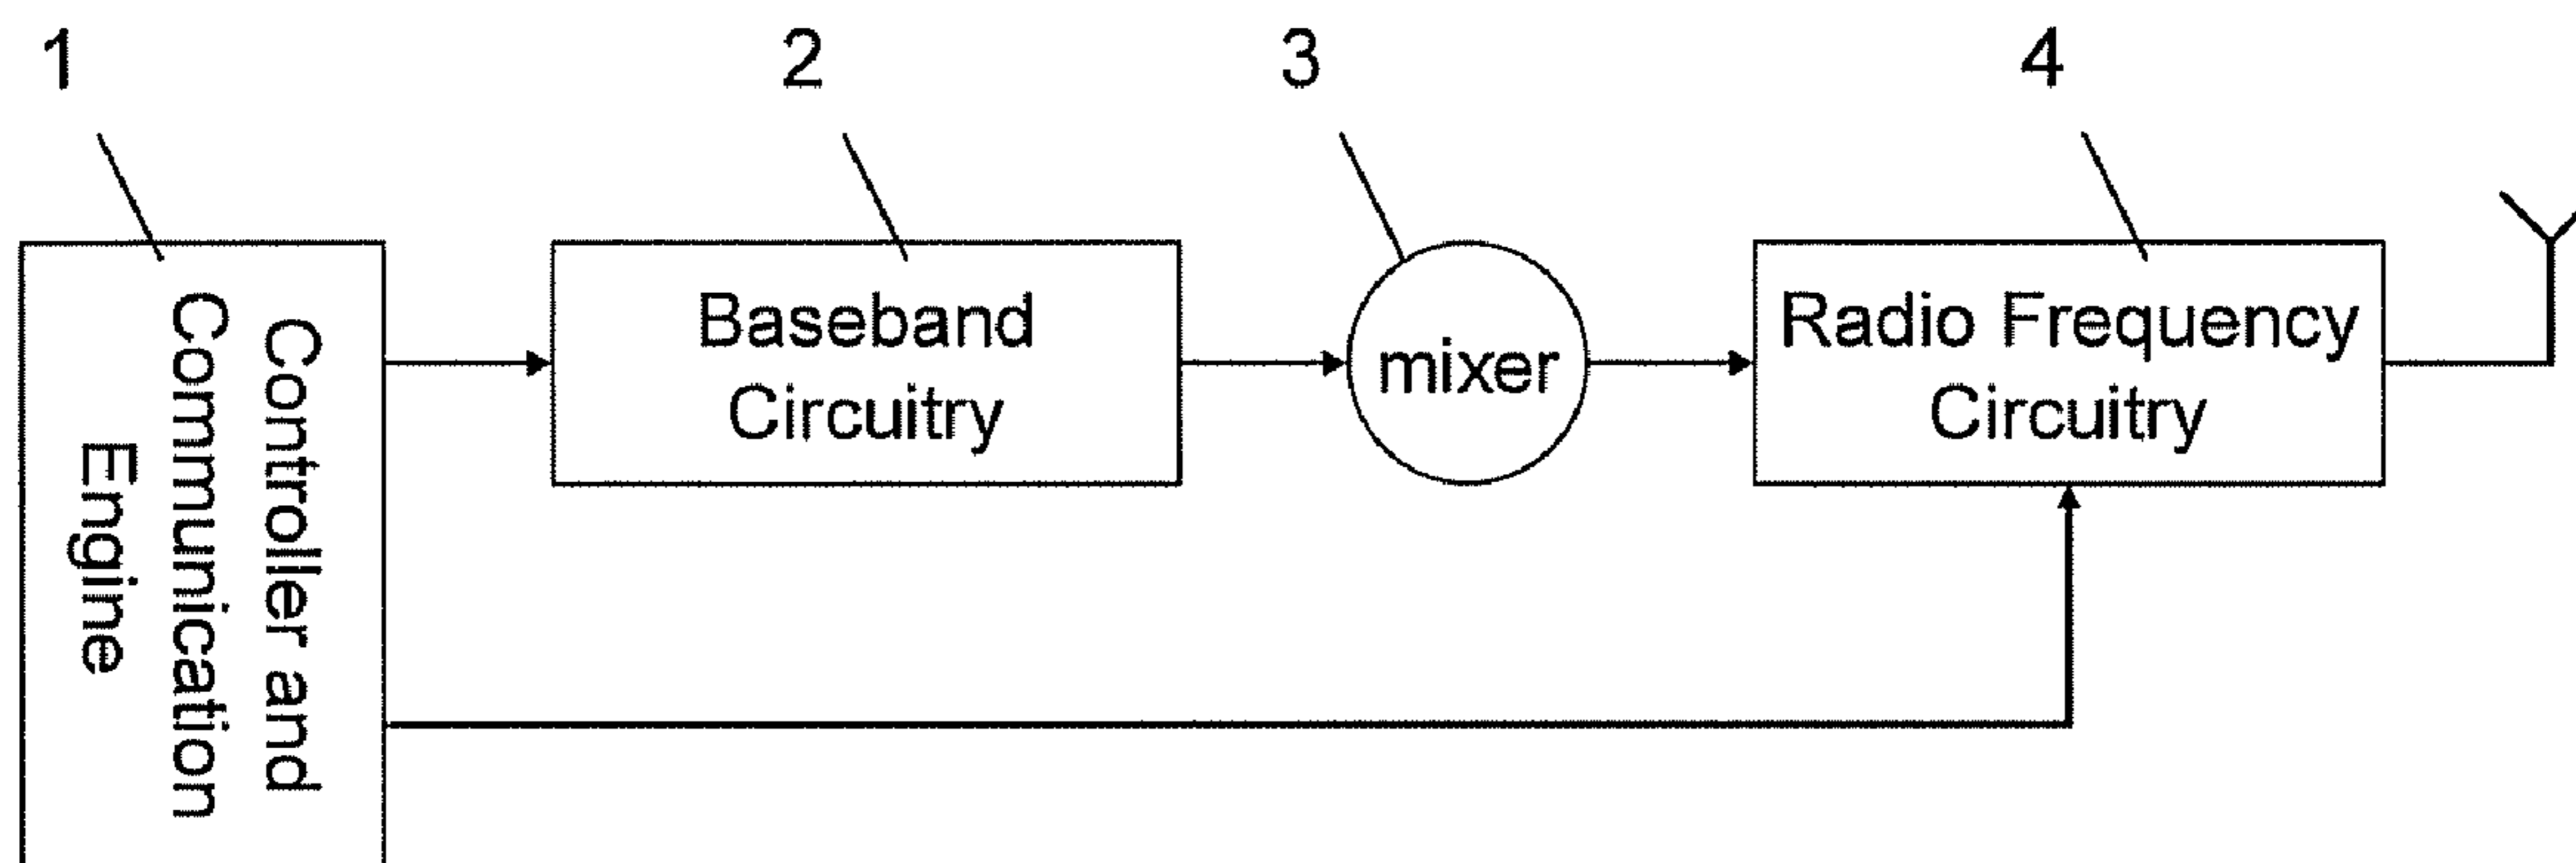 1
2
3
4
Controller and
Communication
Engine
Baseband
Circuitry
mixer
Radio Frequency
Circuitry